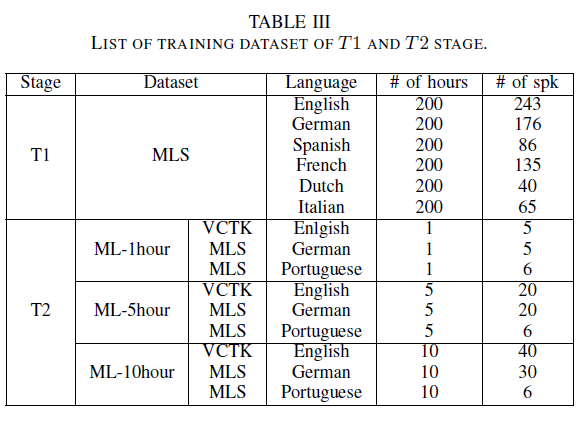 TABLE III
LIST OF TRAINING DATASET OF T1 AND T2 STAGE.
Stage Dataset Language # of hours # of spk
T1 MLS English 200 243
German 200 176
Spanish 200 86
French 200 135
Dutch 200 40
Italian 200 65
T2 ML-1hour VCTK Enlgish 1 5
MLS German 1 5
MLS Portuguese 1 6
ML-5hour VCTK English 5 20
MLS German 5 20
MLS Portuguese 5 6
ML-10hour VCTK English 10 40
MLS German 10 30
MLS Portuguese 10 6